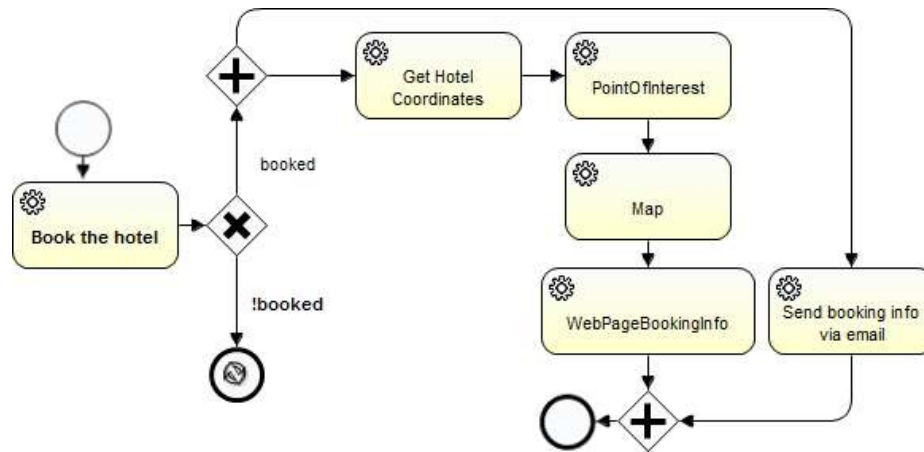 Get Hotel
Coordinates
PointOfInterest
booked
Map
Book the hotel
!booked
WebPageBookingInfo
Send booking info
via email